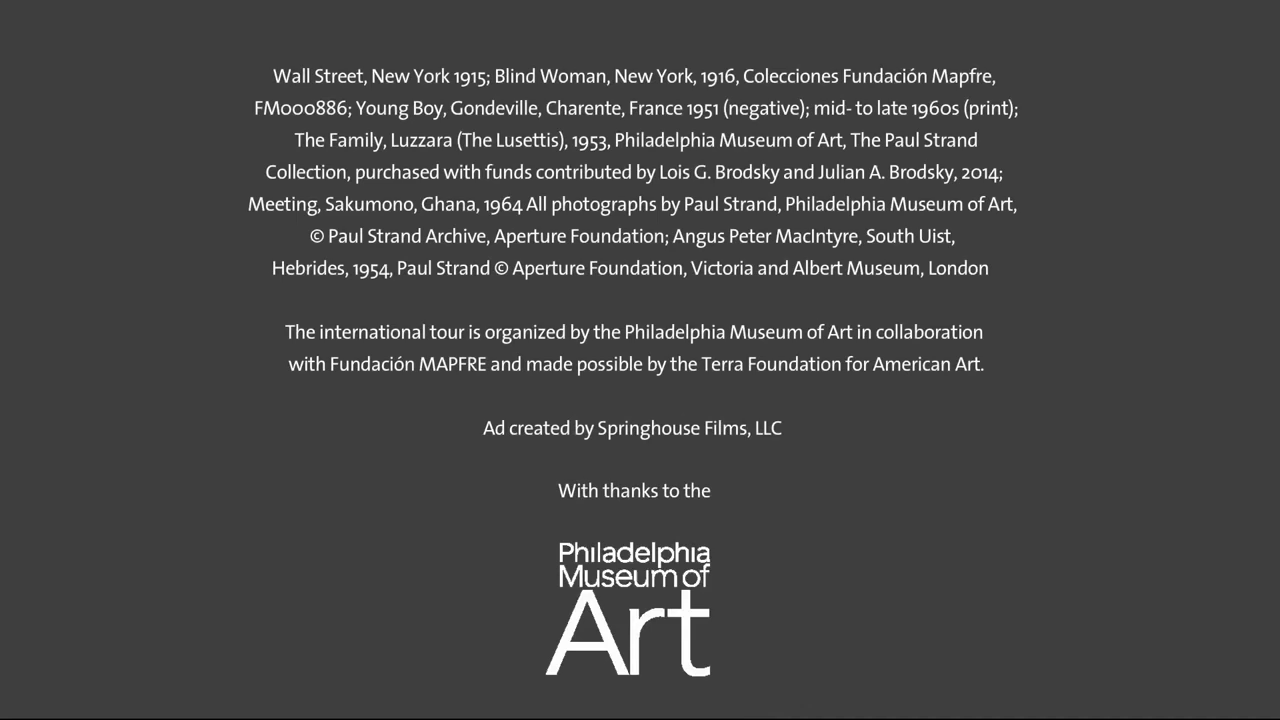 Wall Street, New York 1915; Blind Woman, New York, 1916, Colecciones Fundación Mapfre,
FM000886; Young Boy, Gondeville, Charente, France 1951 (negative); mid- to late 1960s (print);
The Family, Luzzara (The Lusettis), 1953, Philadelphia Museum of Art, The Paul Strand
Collection, purchased with funds contributed by Lois G. Brodsky and Julian A. Brodsky, 2014;
Meeting, Sakumono, Ghana, 1964 All photographs by Paul Strand, Philadelphia Museum of Art,
© Paul Strand Archive, Aperture Foundation; Angus Peter MacIntyre, South Uist,
Hebrides, 1954, Paul Strand © Aperture Foundation, Victoria and Albert Museum, London
The international tour is organized by the Philadelphia Museum of Art in collaboration
with Fundación MAPFRE and made possible by the Terra Foundation for American Art.
Ad created by Springhouse Films, LLC
With thanks to the
Philadelphia
Museum of
Art